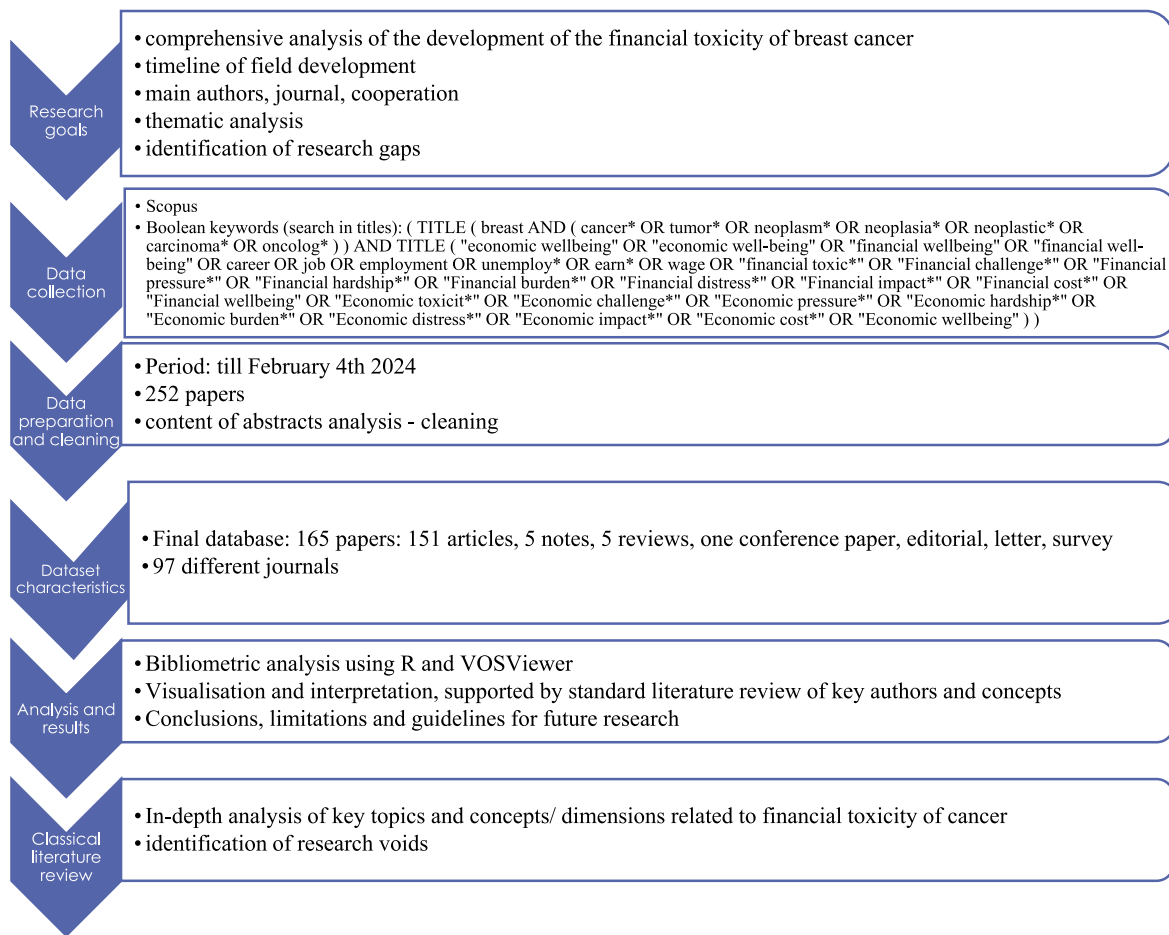 Research
goals
• comprehensive analysis of the development of the financial toxicity of breast cancer
• timeline of field development
• main authors, journal, cooperation
• thematic analysis
• identification of research gaps
Data
collection
• Scopus
• Boolean keywords (search in titles): ( TITLE ( breast AND ( cancer* OR tumor* OR neoplasm* OR neoplasia* OR neoplastic* OR
carcinoma* OR oncolog* ) ) AND TITLE ( "economic wellbeing" OR "economic well-being" OR "financial wellbeing" OR "financial well-
being" OR career OR job OR employment OR unemploy* OR earn* OR wage OR "financial toxic*" OR "Financial challenge*" OR "Financial
pressure*" OR "Financial hardship*" OR "Financial burden*" OR "Financial distress*" OR "Financial impact*" OR "Financial cost*" OR
"Financial wellbeing" OR "Economic toxicit*" OR "Economic challenge*" OR "Economic pressure*" OR "Economic hardship*" OR
"Economic burden*" OR "Economic distress*" OR "Economic impact*" OR "Economic cost*" OR "Economic wellbeing" ) )
Data
preparation
and cleaning
• Period: till February 4th 2024
• 252 papers
• content of abstracts analysis - cleaning
Dataset
characteristics
• Final database: 165 papers: 151 articles, 5 notes, 5 reviews, one conference paper, editorial, letter, survey
• 97 different journals
Analysis and
results
• Bibliometric analysis using R and VOSViewer
• Visualisation and interpretation, supported by standard literature review of key authors and concepts
• Conclusions, limitations and guidelines for future research
Classical
literature
review
• In-depth analysis of key topics and concepts/ dimensions related to financial toxicity of cancer
• identification of research voids